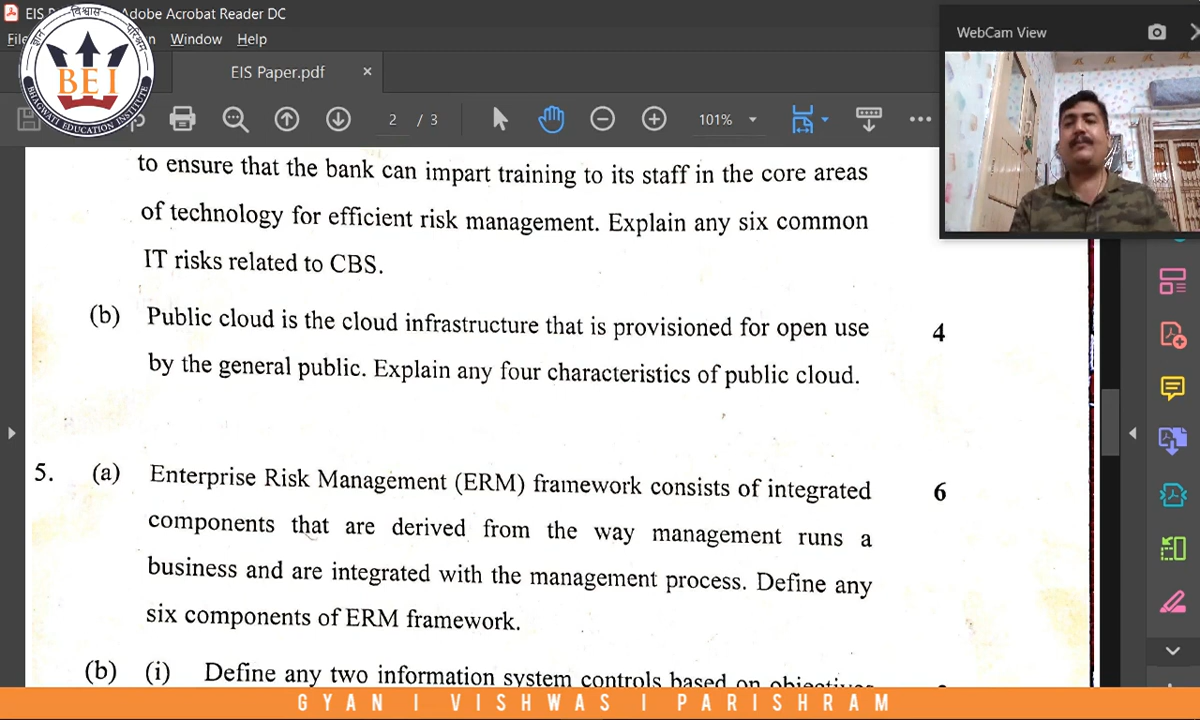 EIS
Adobe Acrobat Reader DC
WebCam View
Window Help
EIS Paper.pdf ×
विश्वास
ज्ञान
परिश्रम
BEI
BHAGWATI EDUCATION INSTITUTE
2 / 3
101%
to ensure that the bank can impart training to its staff in the core areas
of technology for efficient risk management. Explain any six common
IT risks related to CBS.
(b) Public cloud is the cloud infrastructure that is provisioned for open use 4
by the general public. Explain any four characteristics of public cloud.
5. (a) Enterprise Risk Management (ERM) framework consists of integrated 6
components that are derived from the way management runs a
business and are integrated with the management process. Define any
six components of ERM framework.
(b) (i) Define any two information system controls based on objectives
GYAN I VISHWAS I PARISHRAM